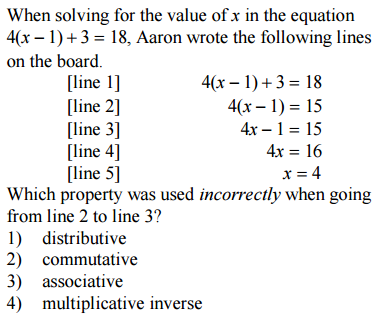 When solving for the value of x in the equation
4(x – 1) + 3 = 18, Aaron wrote the following lines
on the board.
[line 1] 4(x – 1) + 3 = 18
[line 2] 4(x – 1) = 15
[line 3] 4x – 1 = 15
[line 4] 4x = 16
[line 5] x = 4
Which property was used incorrectly when going
from line 2 to line 3?
1) distributive
2) commutative
3) associative
4) multiplicative inverse